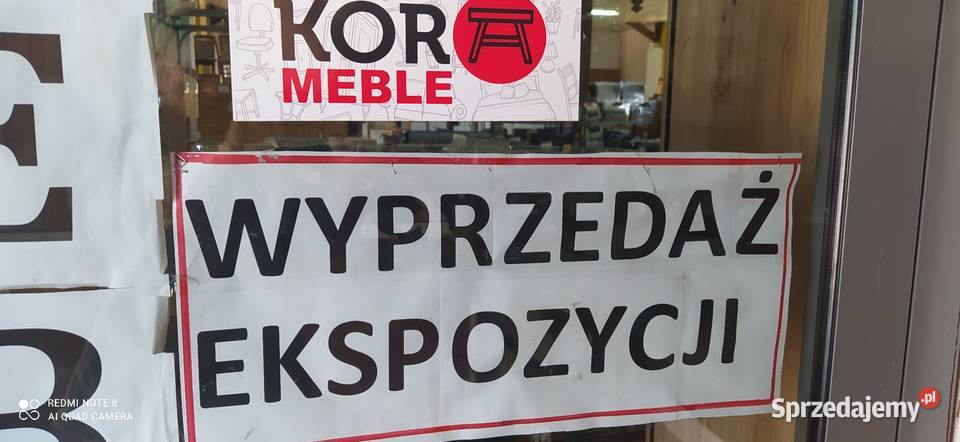 KOR
MEBLE
WYPRZEDAŻ
EKSPOZYCJI
E
REDMI NOTE 8
AI QUAD CAMERA
Sprzedajemy.pl